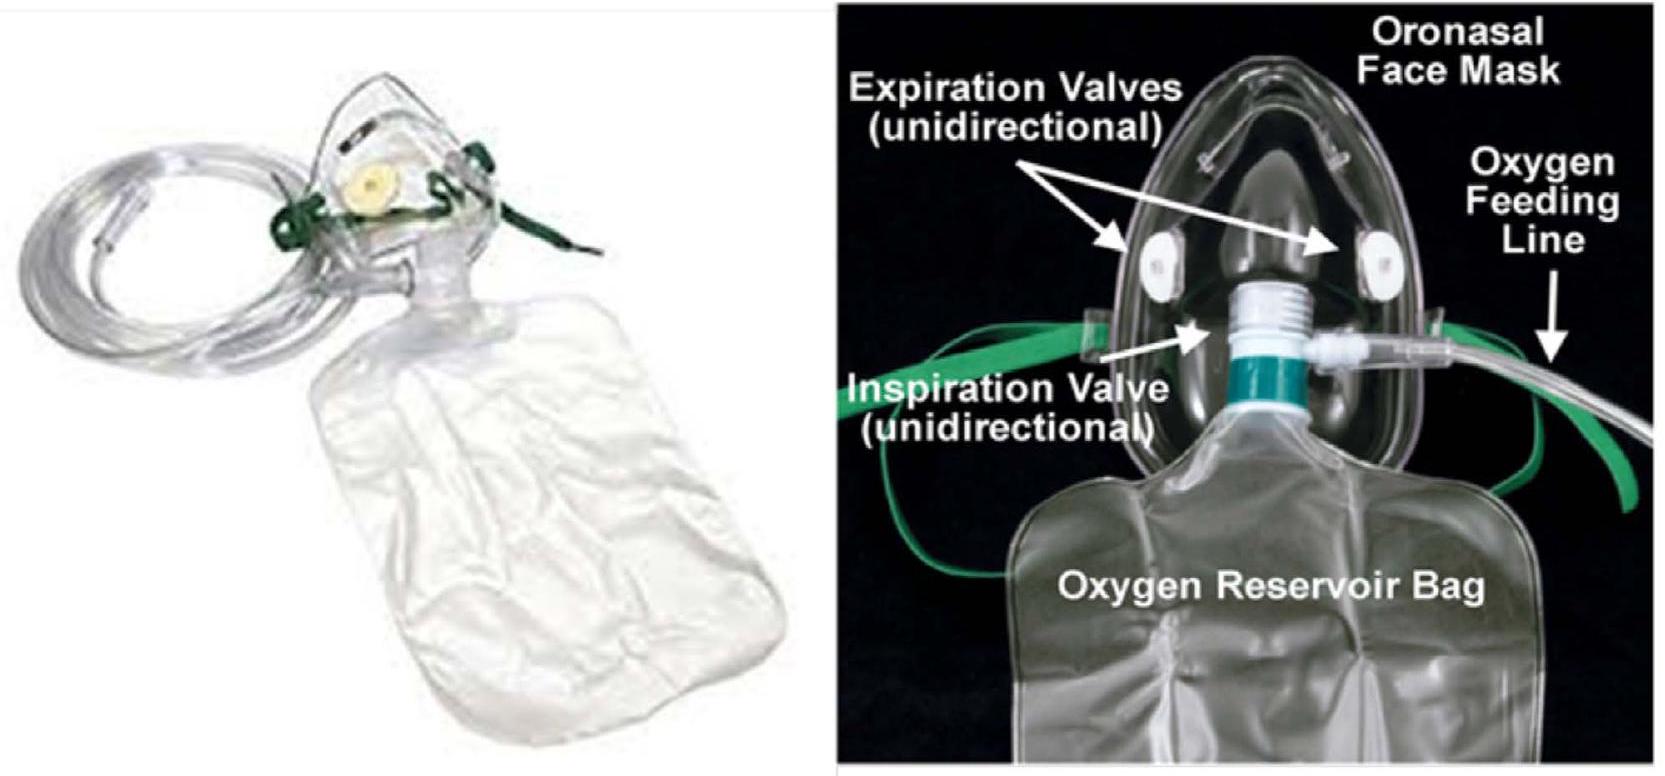 Oronasal
Face Mask
Expiration Valves
(unidirectional)
Oxygen
Feeding
Line
Inspiration Valve
(unidirectional)
Oxygen Reservoir Bag